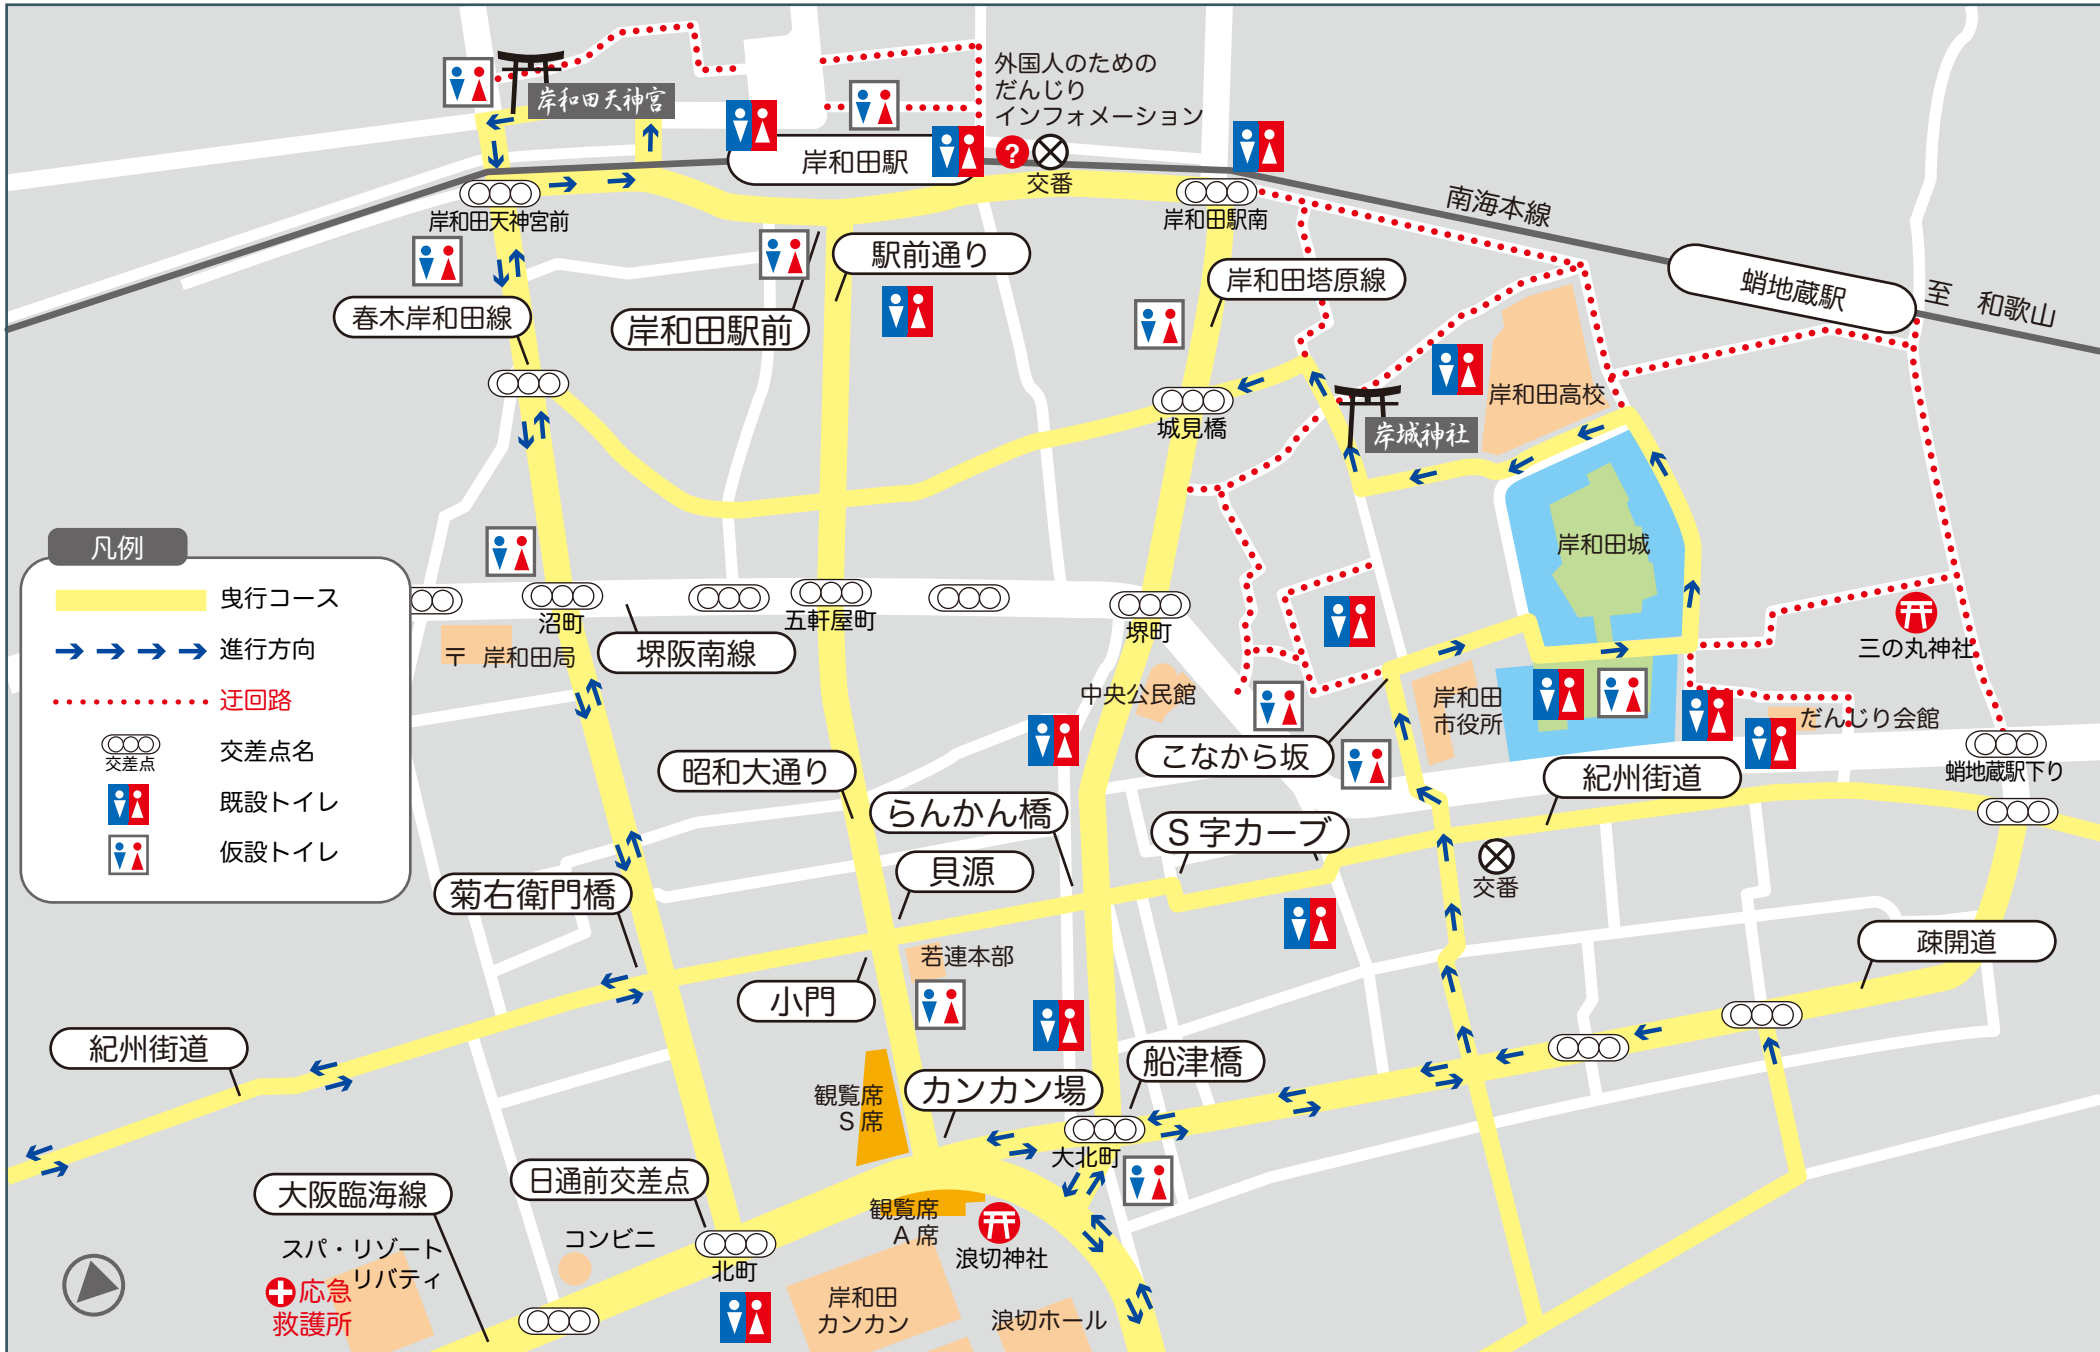 岸和田天神宮
外国人のための
だんじり
インフォメーション
岸和田駅
?
交番
岸和田天神宮前
岸和田駅南
南海本線
蛸地蔵駅
至 和歌山
駅前通り
岸和田塔原線
春木岸和田線
岸和田駅前
岸和田高校
城見橋
岸城神社
岸和田城
凡例
曳行コース
進行方向
迂回路
交差点
交差点名
既設トイレ
仮設トイレ
沼町
五軒屋町
堺町
〒 岸和田局
堺阪南線
三の丸神社
中央公民館
岸和田
市役所
だんじり会館
こなから坂
昭和大通り
紀州街道
蛸地蔵駅下り
らんかん橋
S字カーブ
貝源
交番
菊右衛門橋
若連本部
疎開道
小門
紀州街道
船津橋
カンカン場
観覧席
S席
大北町
大阪臨海線
日通前交差点
観覧席
A席
浪切神社
コンビニ
スパ・リゾート
リバティ
北町
応急
救護所
岸和田
カンカン
浪切ホール